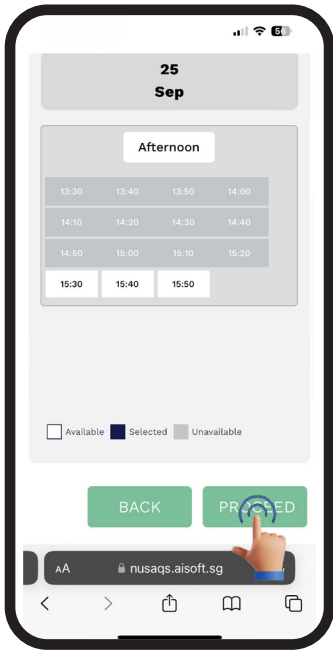 56
25
Sep
Afternoon
13:30 13:40 13:50 14:00
14:10 14:20 14:30 14:40
14:50 15:00 15:10 15:20
15:30 15:40 15:50
Available Selected Unavailable
BACK PROCEED
AA nusaqs.aisoft.sg